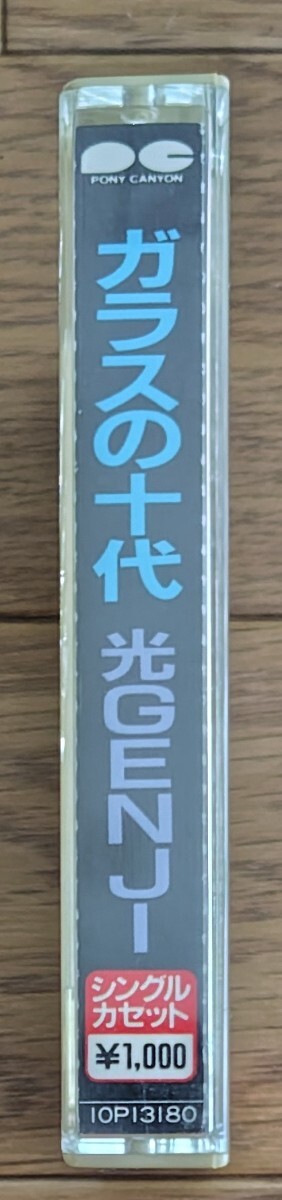 PONY CANYON
ガラスの十代
光GENJI
シングル
カセット
¥1,000
10P13180